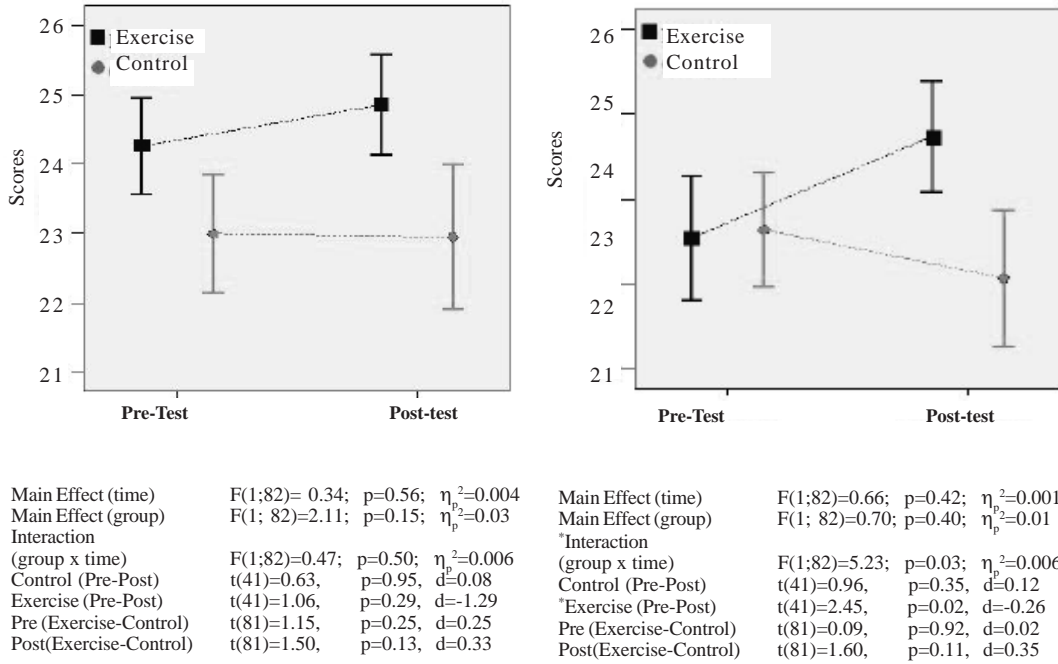 26
25
24
23
22
21
Scores
Exercise
Control
Pre-Test Post-test
26
25
24
23
22
21
Scores
Exercise
Control
Pre-Test Post-test
Main Effect (time) F(1;82)= 0.34; p=0.56; ηp²=0.004
Main Effect (group) F(1; 82)=2.11; p=0.15; ηp²=0.03
Interaction
(group x time) F(1;82)=0.47; p=0.50; ηp²=0.006
Control (Pre-Post) t(41)=0.63, p=0.95, d=0.08
Exercise (Pre-Post) t(41)=1.06, p=0.29, d=-1.29
Pre (Exercise-Control) t(81)=1.15, p=0.25, d=0.25
Post(Exercise-Control) t(81)=1.50, p=0.13, d=0.33
Main Effect (time) F(1;82)=0.66; p=0.42; ηp²=0.001
Main Effect (group) F(1; 82)=0.70; p=0.40; ηp²=0.01
*Interaction
(group x time) F(1;82)=5.23; p=0.03; ηp²=0.006
Control (Pre-Post) t(41)=0.96, p=0.35, d=0.12
*Exercise (Pre-Post) t(41)=2.45, p=0.02, d=-0.26
Pre (Exercise-Control) t(81)=0.09, p=0.92, d=0.02
Post(Exercise-Control) t(81)=1.60, p=0.11, d=0.35